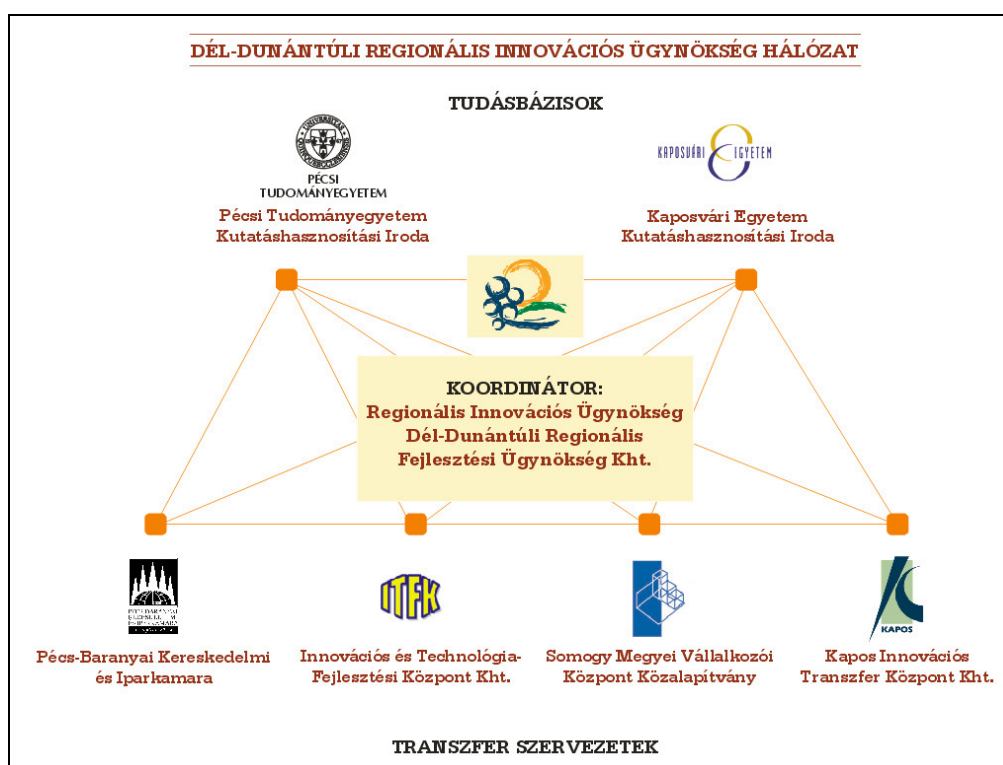 DÉL-DUNÁNTÚLI REGIONÁLIS INNOVÁCIÓS ÜGYNÖKSÉG HÁLÓZAT
TUDÁSBÁZISOK
PÉCSI
TUDOMÁNYEGYETEM
Pécsi Tudományegyetem
Kutatáshasznosítási Iroda
KAPOSVÁRI EGYETEM
Kaposvári Egyetem
Kutatáshasznosítási Iroda
KOORDINÁTOR:
Regionális Innovációs Ügynökség
Dél-Dunántúli Regionális
Fejlesztési Ügynökség Kht.
Pécs-Baranyai Kereskedelmi
és Iparkamara
ITFK
Innovációs és Technológia-
Fejlesztési Központ Kht.
Somogy Megyei Vállalkozói
Központ Közalapítvány
KAPOS
Kapos Innovációs
Transzfer Központ Kht.
TRANSZFER SZERVEZETEK